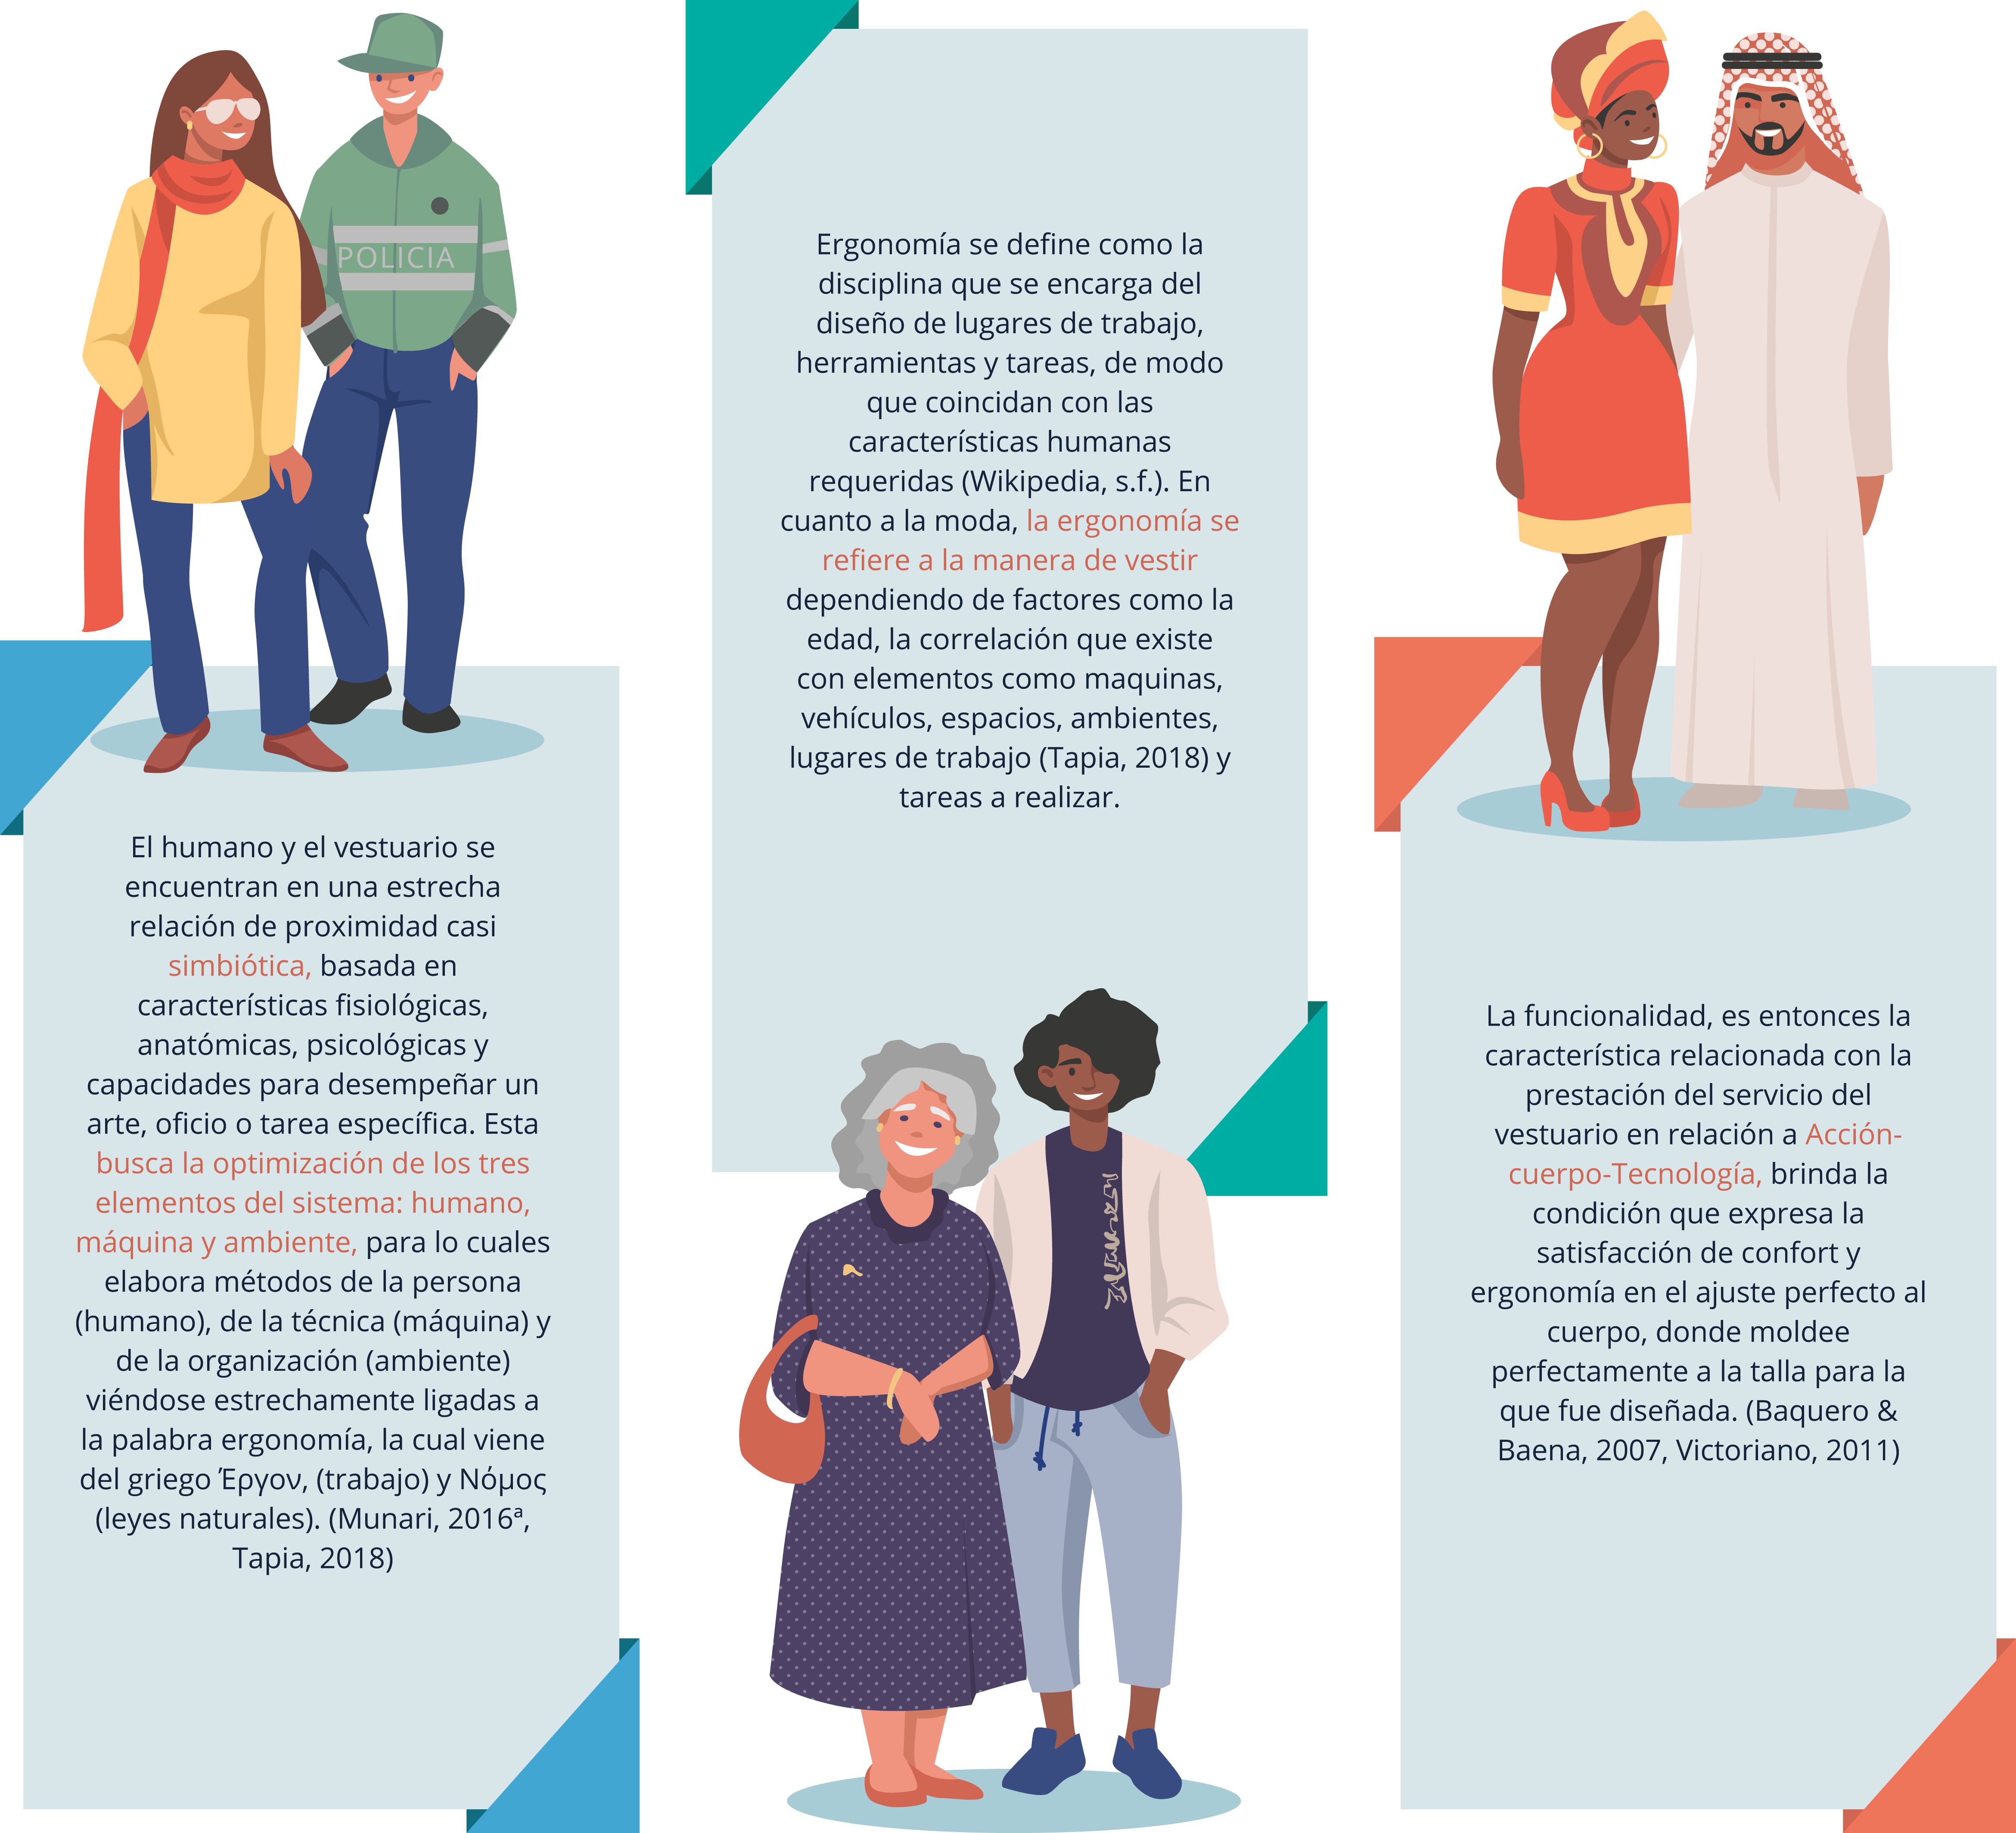 POLICIA
El humano y el vestuario se
encuentran en una estrecha
relación de proximidad casi
simbiótica, basada en
características fisiológicas,
anatómicas, psicológicas y
capacidades para desempeñar un
arte, oficio o tarea específica. Esta
busca la optimización de los tres
elementos del sistema: humano,
máquina y ambiente, para lo cuales
elabora métodos de la persona
(humano), de la técnica (máquina) y
de la organización (ambiente)
viéndose estrechamente ligadas a
la palabra ergonomía, la cual viene
del griego Έργον, (trabajo) y Νόμος
(leyes naturales). (Munari, 2016ª,
Tapia, 2018)
Ergonomía se define como la
disciplina que se encarga del
diseño de lugares de trabajo,
herramientas y tareas, de modo
que coincidan con las
características humanas
requeridas (Wikipedia, s.f.). En
cuanto a la moda, la ergonomía se
refiere a la manera de vestir
dependiendo de factores como la
edad, la correlación que existe
con elementos como maquinas,
vehículos, espacios, ambientes,
lugares de trabajo (Tapia, 2018) y
tareas a realizar.
La funcionalidad, es entonces la
característica relacionada con la
prestación del servicio del
vestuario en relación a Acción-
cuerpo-Tecnología, brinda la
condición que expresa la
satisfacción de confort y
ergonomía en el ajuste perfecto al
cuerpo, donde moldee
perfectamente a la talla para la
que fue diseñada. (Baquero &
Baena, 2007, Victoriano, 2011)